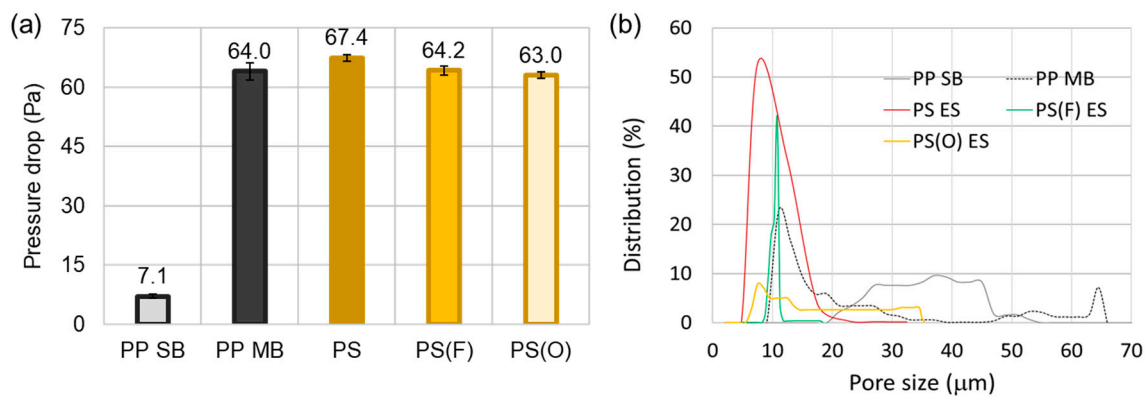 (a)
Pressure drop (Pa)
75
60
45
30
15
0
7.1
64.0
67.4
64.2
63.0
PP SB
PP MB
PS
PS(F)
PS(O)
(b)
Distribution (%)
60
50
40
30
20
10
0
PP SB
PP MB
PS ES
PS(F) ES
PS(O) ES
0
10
20
30
40
50
60
70
Pore size (μm)